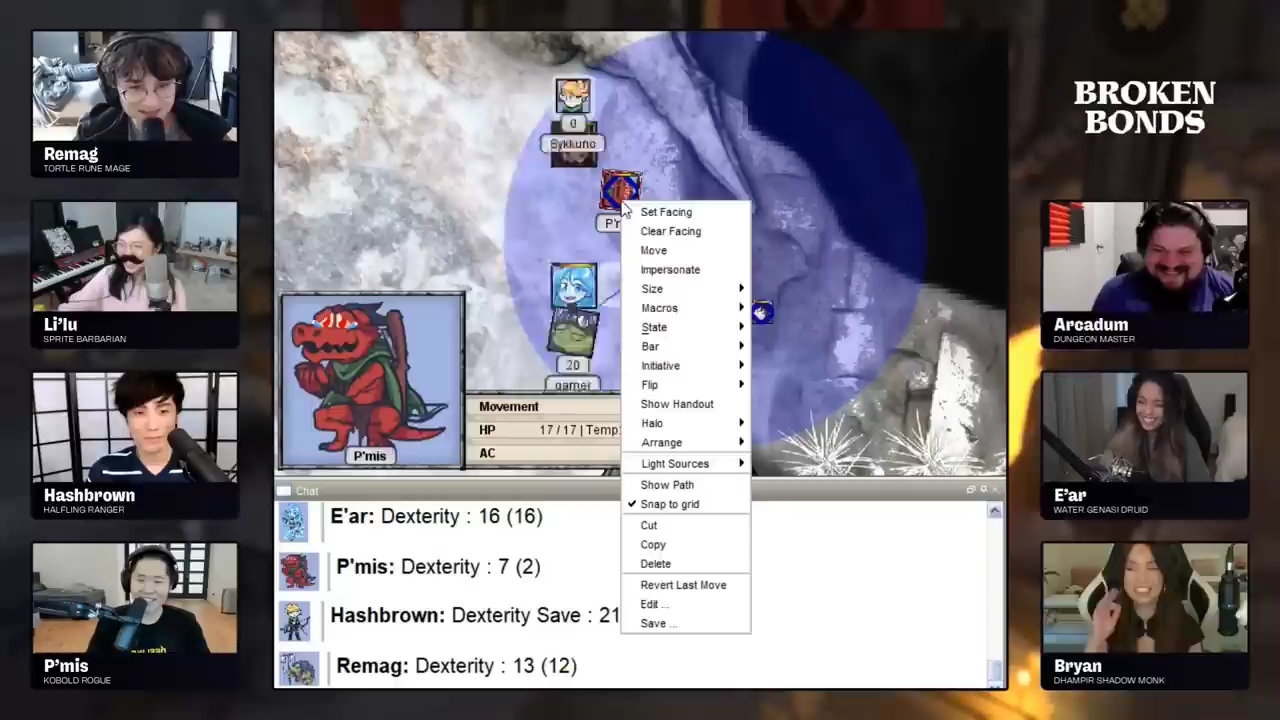 Remag
TORTLE RUNE MAGE
Li'lu
SPRITE BARBARIAN
Hashbrown
HALFLING RANGER
P'mis
KOBOLD ROGUE
0
Sykkuno
20
gamer
P'mis
Movement
HP 17 / 17 | Temp:
AC
Set Facing
Clear Facing
Move
Impersonate
Size
Macros
State
Bar
Initiative
Flip
Show Handout
Halo
Arrange
Light Sources
Show Path
Snap to grid
Cut
Copy
Delete
Revert Last Move
Edit ...
Save ...
Chat
E'ar: Dexterity : 16 (16)
P'mis: Dexterity : 7 (2)
Hashbrown: Dexterity Save : 21
Remag: Dexterity : 13 (12)
BROKEN
BONDS
Arcadum
DUNGEON MASTER
E'ar
WATER GENASI DRUID
Bryan
DHAMPIR SHADOW MONK